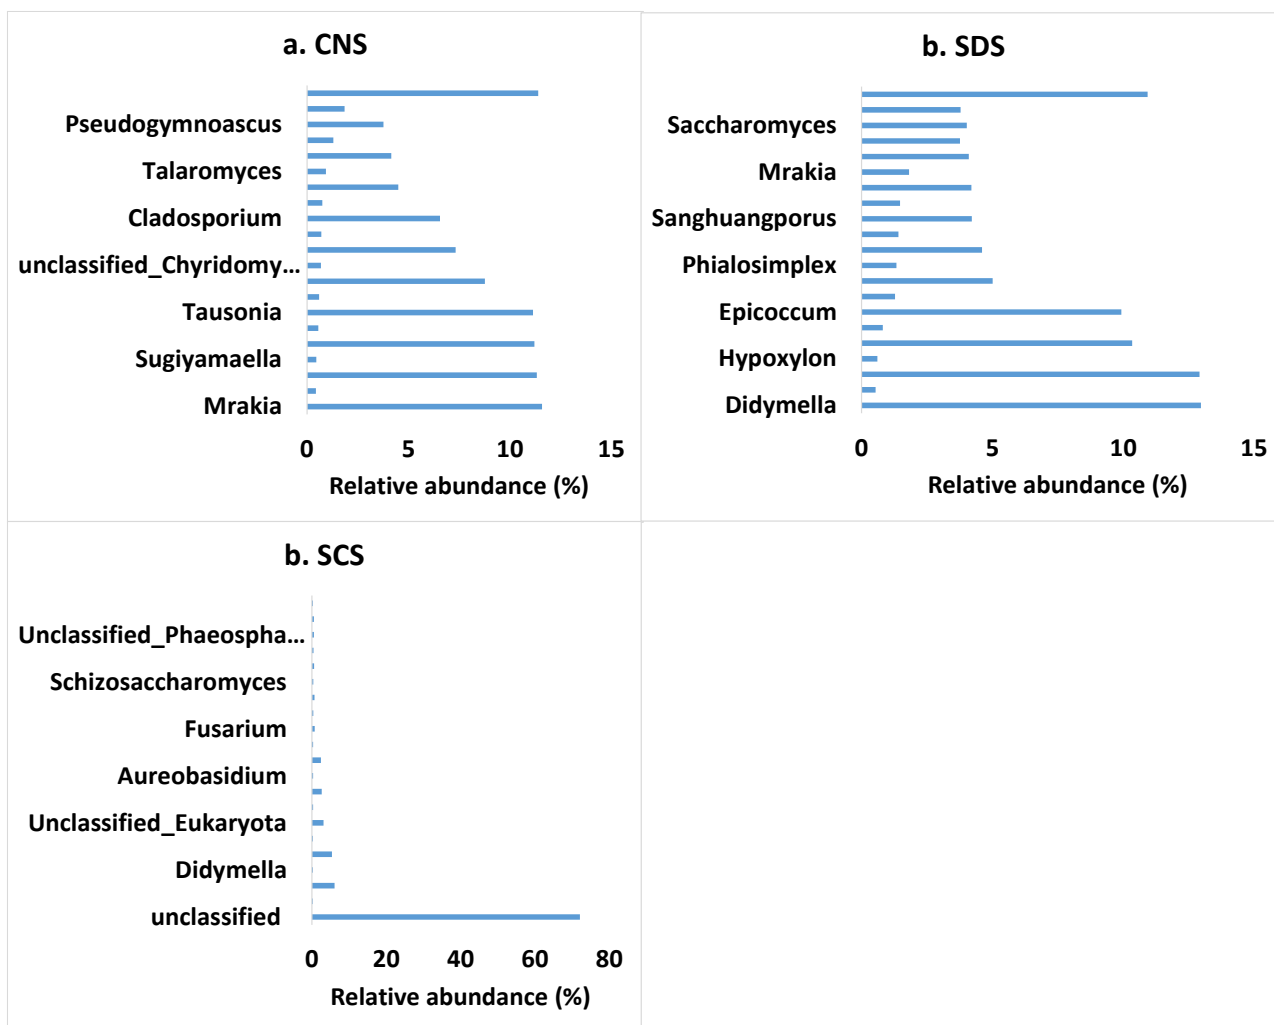 a. CNS
Pseudogymnoascus
Talaromyces
Cladosporium
unclassified_Chyridomy...
Tausonia
Sugiyamaella
Mrakia
0 5 10 15
Relative abundance (%)
b. SDS
Saccharomyces
Mrakia
Sanghuangporus
Phialosimplex
Epicoccum
Hypoxylon
Didymella
0 5 10 15
Relative abundance (%)
b. SCS
Unclassified_Phaeospha...
Schizosaccharomyces
Fusarium
Aureobasidium
Unclassified_Eukaryota
Didymella
unclassified
0 20 40 60 80
Relative abundance (%)